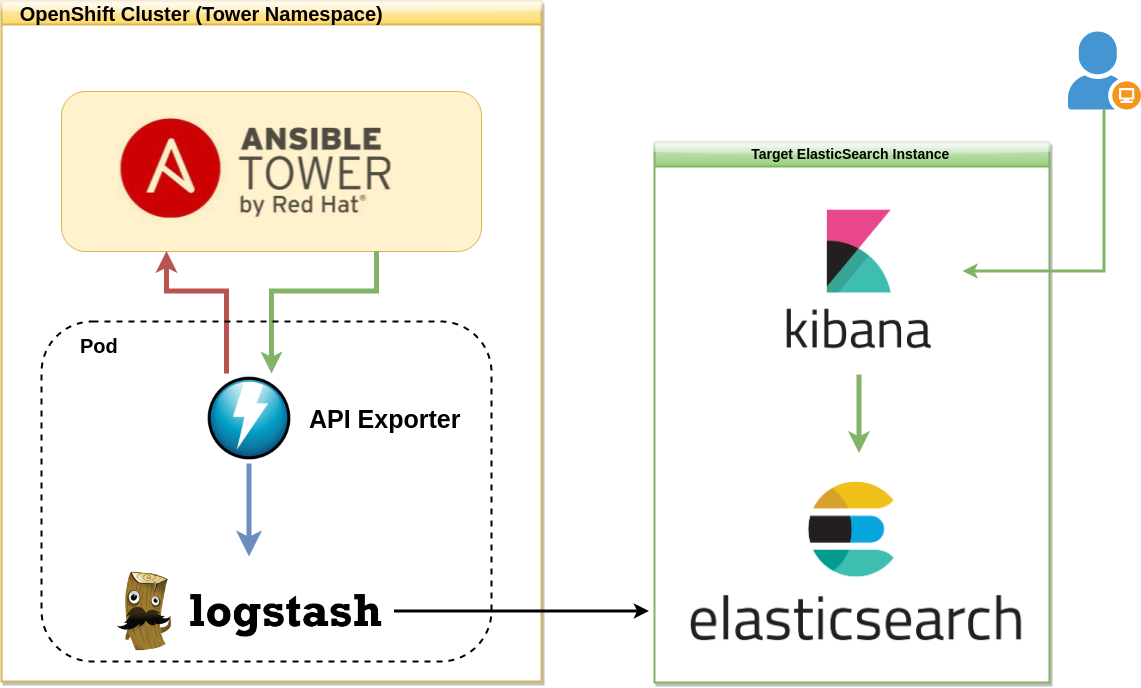 OpenShift Cluster (Tower Namespace)
ANSIBLE
TOWER
by Red Hat®
Pod
API Exporter
logstash
Target ElasticSearch Instance
kibana
elasticsearch